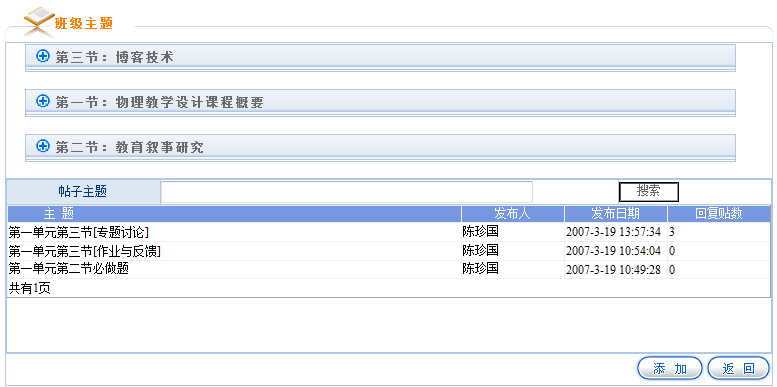 班级主题
第三节：博客技术
第一节：物理教学设计课程概要
第二节：教育叙事研究
帖子主题 搜索
主 题 发布人 发布日期 回复贴数
第一单元第三节[专题讨论] 陈珍国 2007-3-19 13:57:34 3
第一单元第三节[作业与反馈] 陈珍国 2007-3-19 10:54:04 0
第一单元第二节必做题 陈珍国 2007-3-19 10:49:28 0
共有1页
添 加 返 回